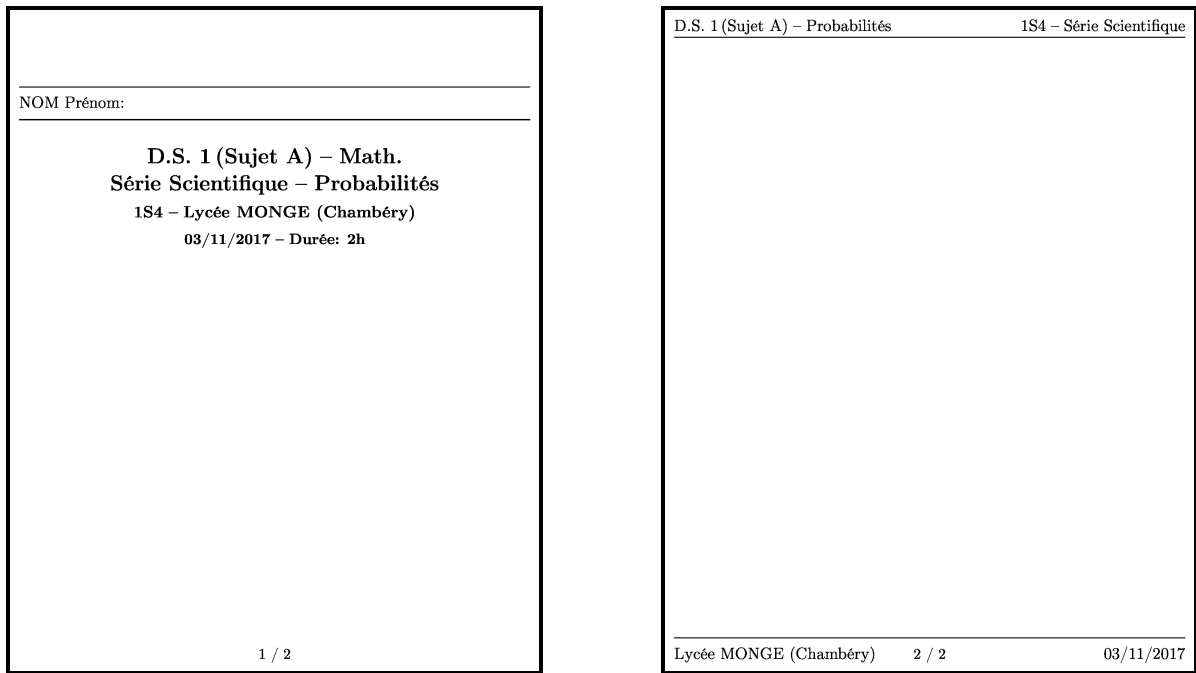 NOM Prénom:
D.S. 1 (Sujet A) – Math.
Série Scientifique – Probabilités
1S4 – Lycée MONGE (Chambéry)
03/11/2017 – Durée: 2h
1 / 2
D.S. 1 (Sujet A) – Probabilités 1S4 – Série Scientifique
Lycée MONGE (Chambéry) 2 / 2 03/11/2017